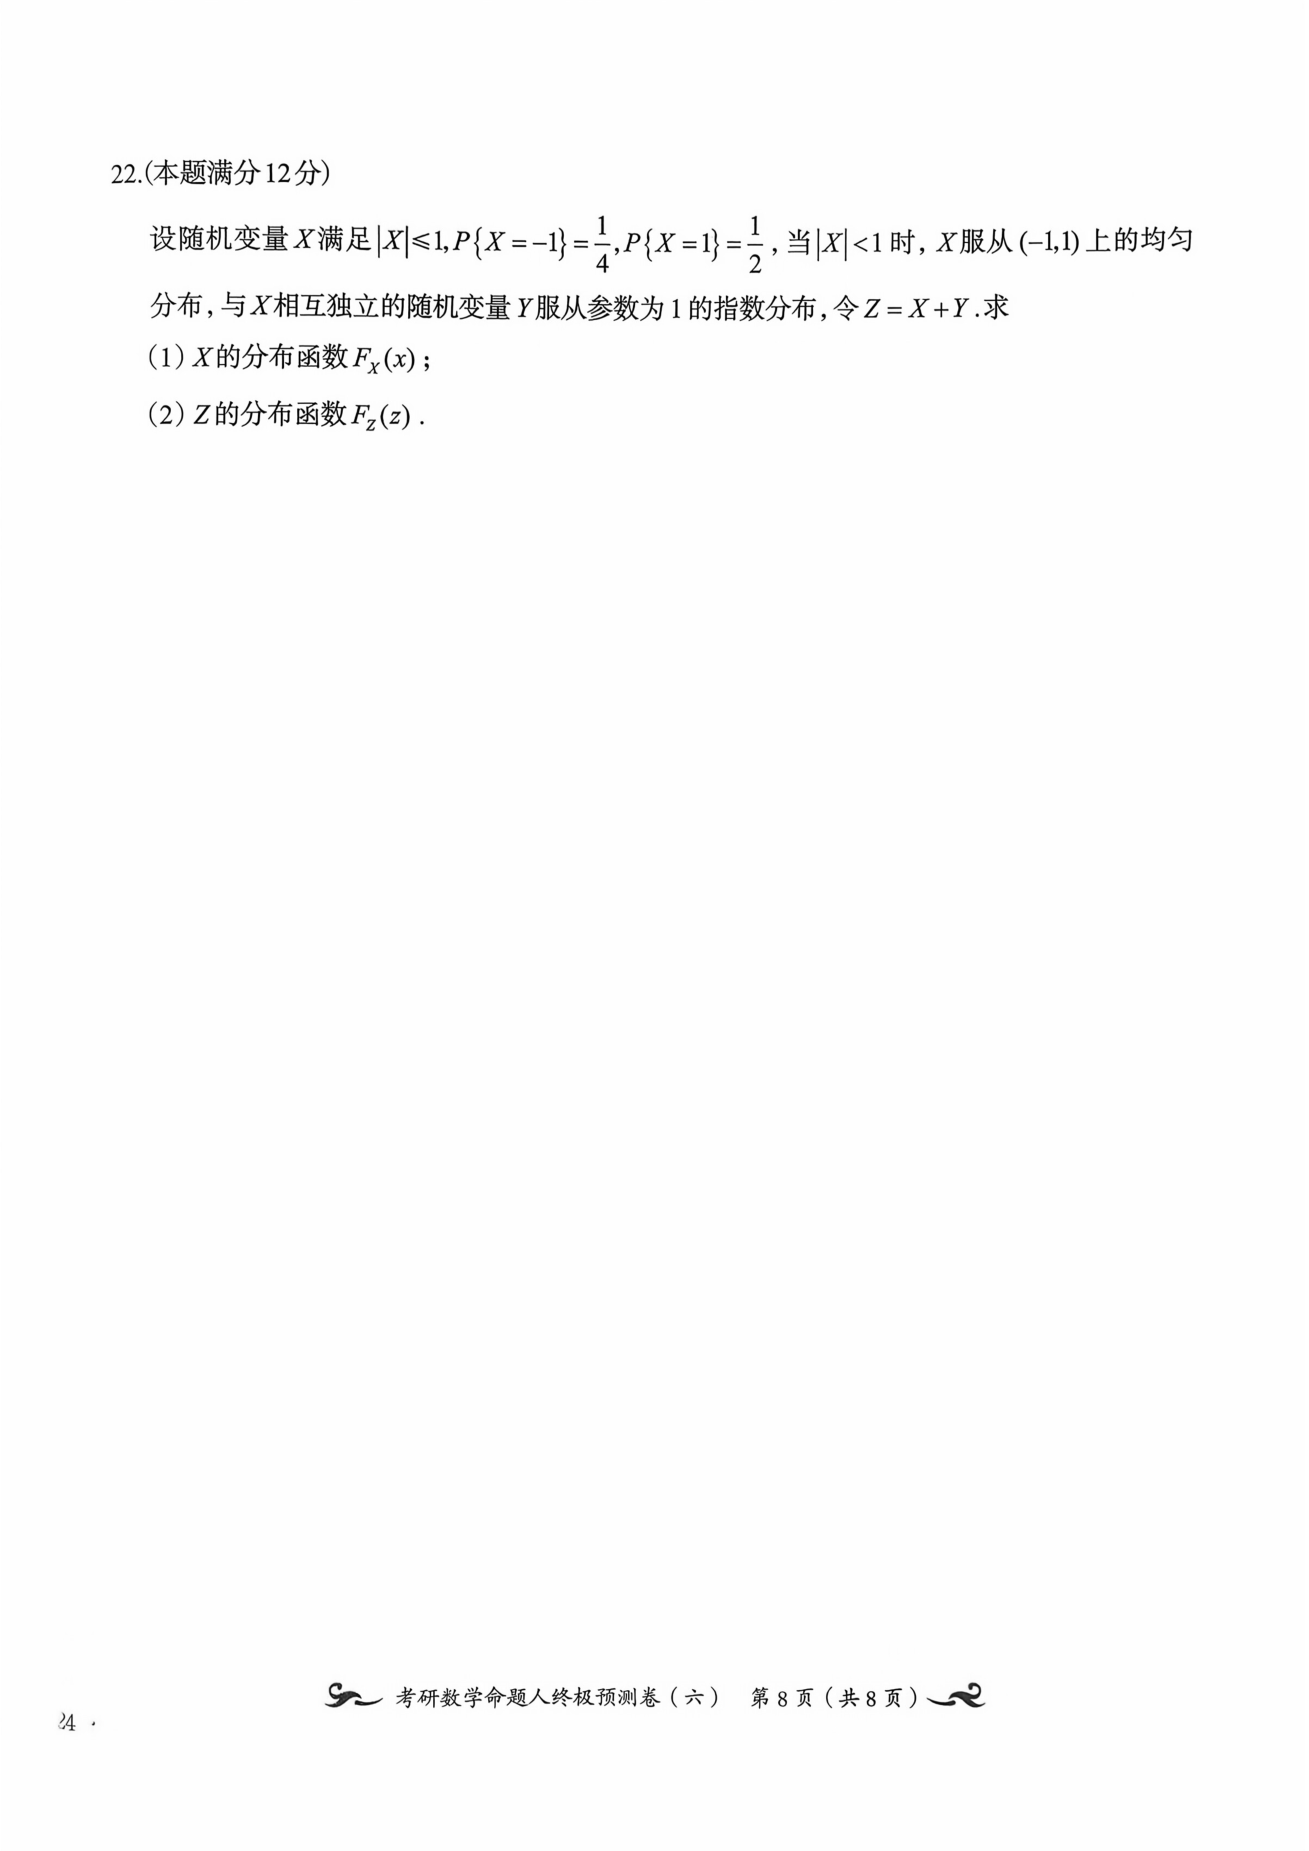 22.(本题满分12分)
设随机变量X满足|X|≤1,P{X=-1}=1/4,P{X=1}=1/2,当|X|<1时,X服从(-1,1)上的均匀
分布,与X相互独立的随机变量Y服从参数为1的指数分布,令Z=X+Y.求
(1)X的分布函数F_X(x);
(2)Z的分布函数F_Z(z).
考研数学命题人终极预测卷(六) 第8页(共8页)
24